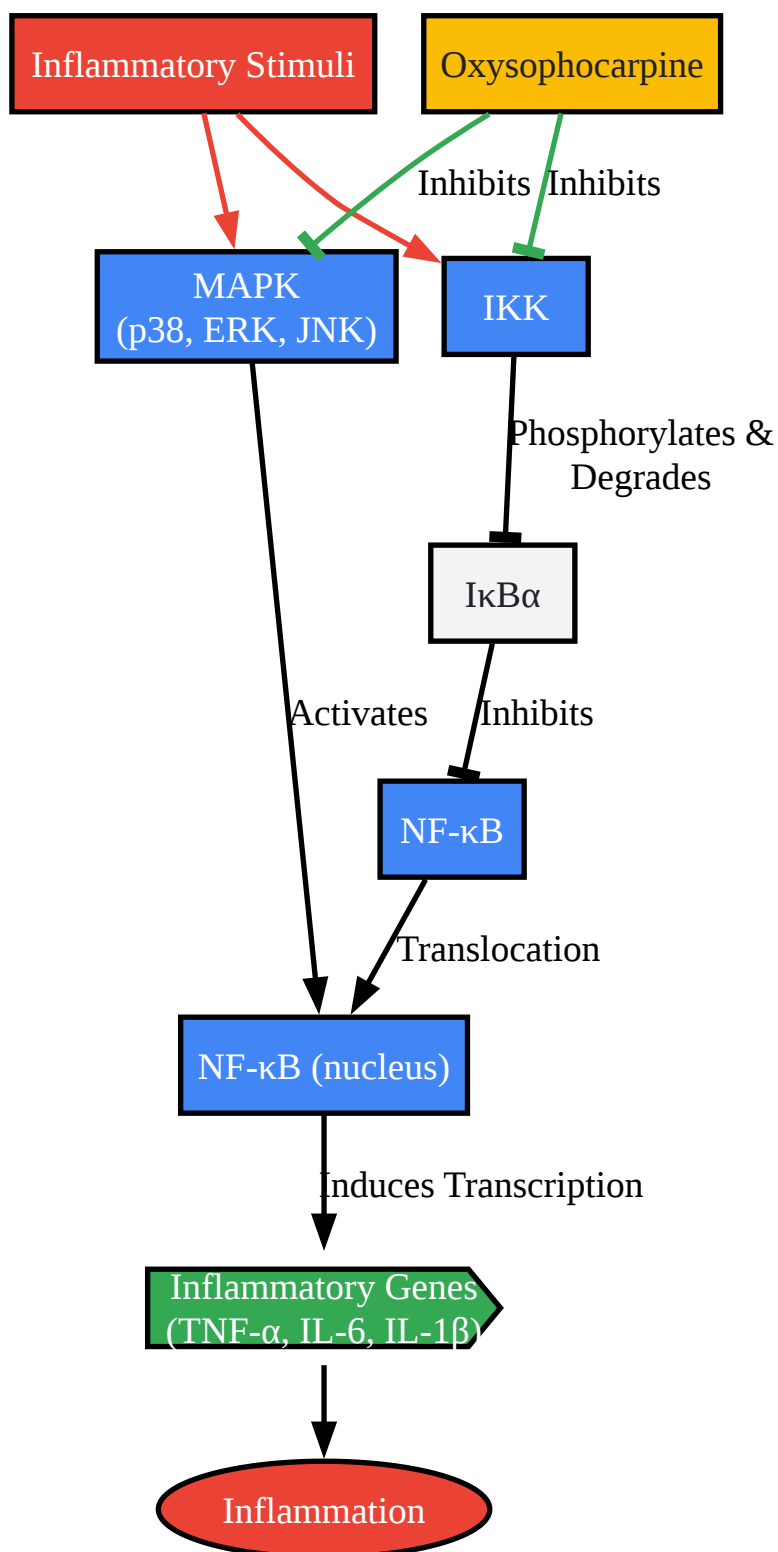 Inflammatory Stimuli
Oxysophocarpine
Inhibits
Inhibits
MAPK
(p38, ERK, JNK)
IKK
Phosphorylates &
Degrades
IκBα
Activates
Inhibits
NF-κB
Translocation
NF-κB (nucleus)
Induces Transcription
Inflammatory Genes
(TNF-α, IL-6, IL-1β)
Inflammation